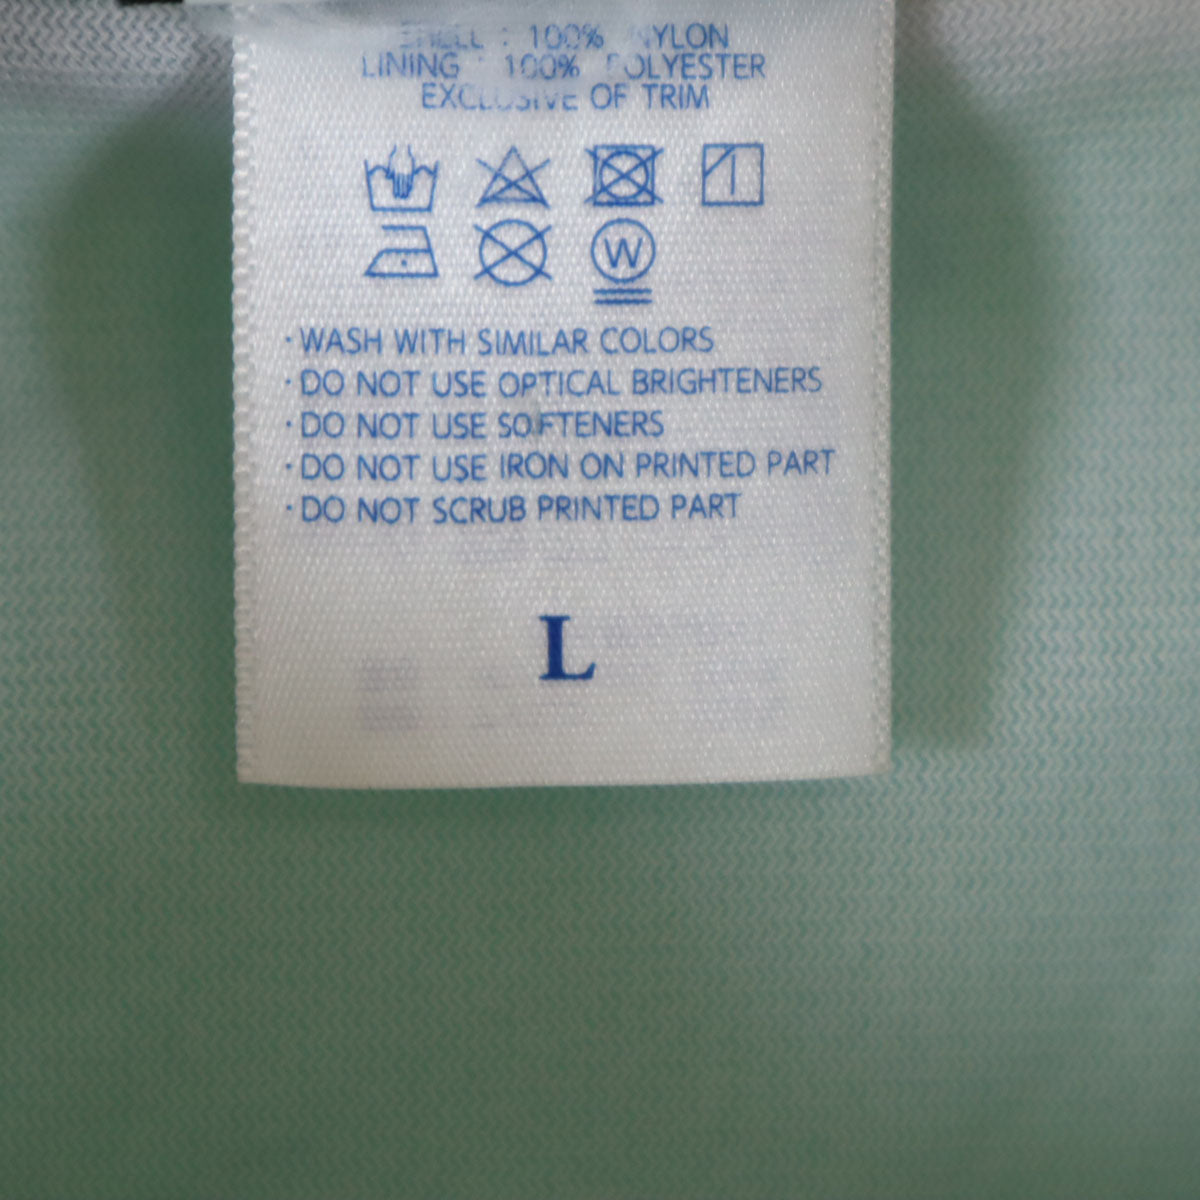 SHELL : 100% NYLON
LINING : 100% POLYESTER
EXCLUSIVE OF TRIM
W
· WASH WITH SIMILAR COLORS
· DO NOT USE OPTICAL BRIGHTENERS
· DO NOT USE SOFTENERS
· DO NOT USE IRON ON PRINTED PART
· DO NOT SCRUB PRINTED PART
L